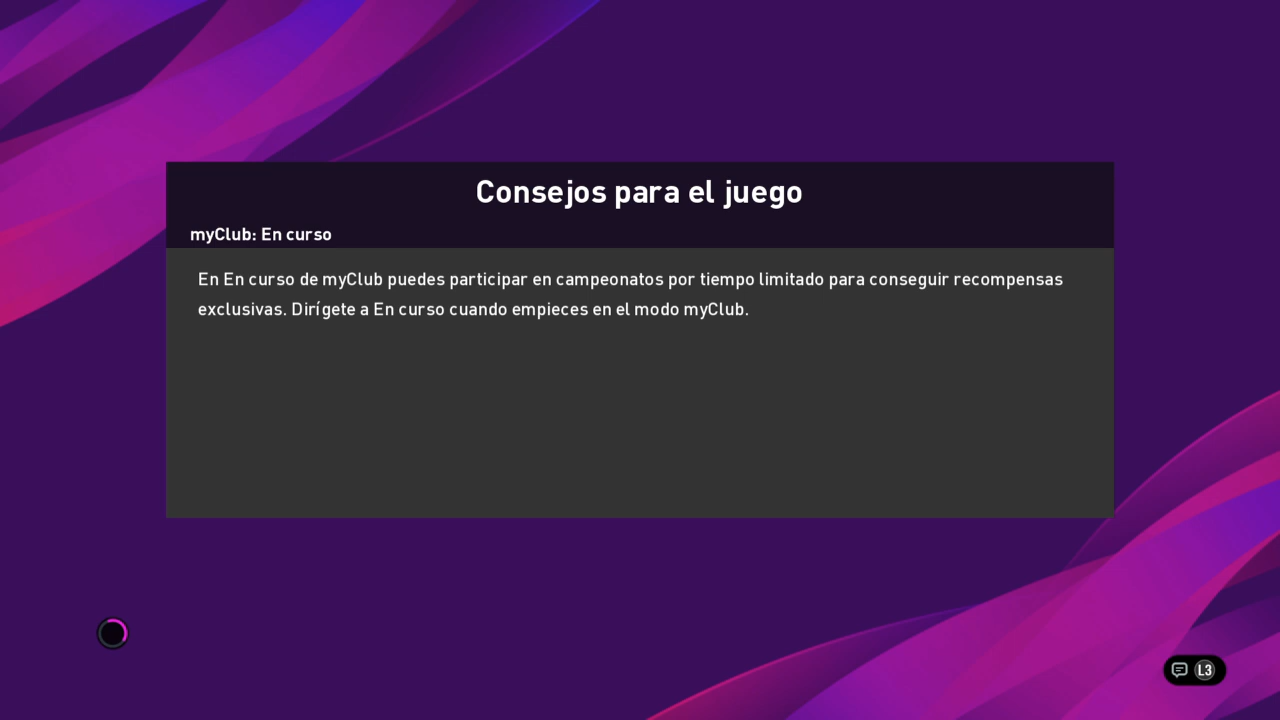 Consejos para el juego
myClub: En curso
En En curso de myClub puedes participar en campeonatos por tiempo limitado para conseguir recompensas
exclusivas. Dirígete a En curso cuando empieces en el modo myClub.
L3